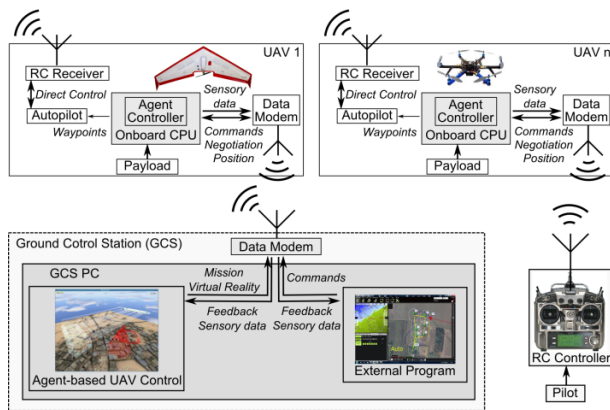 UAV 1
RC Receiver
Direct Control
Autopilot
Waypoints
Agent
Controller
Onboard CPU
Payload
Sensory
data
Data
Modem
Commands
Negotiation
Position
UAV n
RC Receiver
Direct Control
Autopilot
Waypoints
Agent
Controller
Onboard CPU
Payload
Sensory
data
Data
Modem
Commands
Negotiation
Position
Ground Cotrol Station (GCS)
Data Modem
GCS PC
Mission
Virtual Reality
Commands
Feedback
Sensory data
Feedback
Sensory data
Agent-based UAV Control
Auto
External Program
RC Controller
Pilot